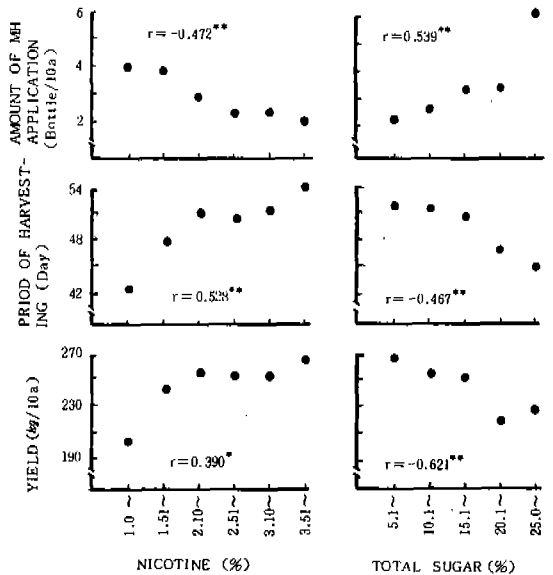 AMOUNT OF MH
APPLICATION
(Bottle/10a)
6
4
2
r=-0.472**
r=0.539**
PRIOD OF HARVEST-
ING (Day)
54
48
42
r=0.528**
r=-0.467**
YIELD (kg/10a)
270
230
190
r=0.390*
r=-0.621**
1.0~
1.51~
2.10~
2.51~
3.10~
3.51~
5.1~
10.1~
15.1~
20.1~
25.0~
NICOTINE (%)
TOTAL SUGAR (%)